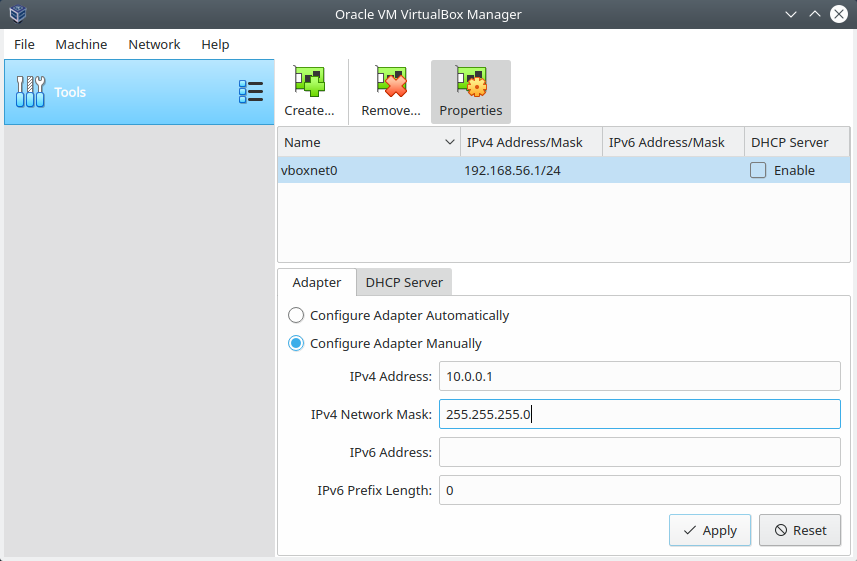 Oracle VM VirtualBox Manager
File Machine Network Help
Tools
Create... Remove... Properties
Name IPv4 Address/Mask IPv6 Address/Mask DHCP Server
vboxnet0 192.168.56.1/24 Enable
Adapter DHCP Server
Configure Adapter Automatically
Configure Adapter Manually
IPv4 Address: 10.0.0.1
IPv4 Network Mask: 255.255.255.0
IPv6 Address:
IPv6 Prefix Length: 0
Apply Reset